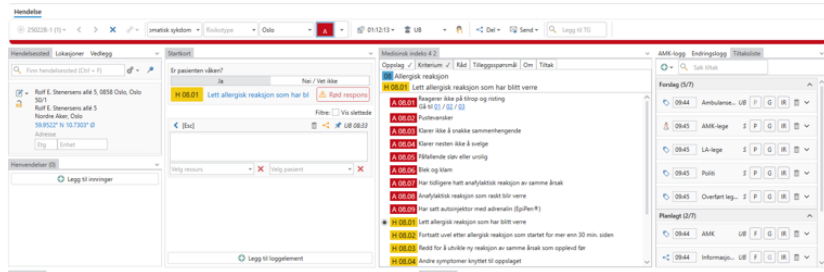 Hendelse
250228-1 (1)
matisk sykdom
Risikotype
Oslo
A
01:12:13
UB
Del
Send
Legg til TG
Hendelsessted Lokasjoner Vedlegg
Finn hendelsessted (Ctrl + F)
Rolf E. Stenersens allé 5, 0858 Oslo, Oslo
50/1
Rolf E. Stenersens allé 5
Nordre Aker, Oslo
59.9522° N 10.7303° Ø
Adresse
Etg Enhet
Henvendelser (0)
Legg til innringer
Startkort
Er pasienten våken?
Ja
Nei / Vet ikke
H 08.01 Lett allergisk reaksjon som har bl
Rød respons
Filtre: Vis slettede
[Esc]
UB 08:33
Velg ressurs
Velg pasient
Legg til loggelement
Medisinsk indeks 4 2
Oppslag ✓ Kriterium ✓ Råd Tilleggsspørsmål Om Tiltak
08 Allergisk reaksjon
H 08.01 Lett allergisk reaksjon som har blitt verre
A 08.01 Reagerer ikke på tilrop og risting
Gå til 01 / 02 / 03
A 08.02 Pustevansker
A 08.03 Klarer ikke å snakke sammenhengende
A 08.04 Klarer nesten ikke å svelge
A 08.05 Påfallende sløv eller urolig
A 08.06 Blek og klam
A 08.07 Har tidligere hatt anafylaktisk reaksjon av samme årsak
A 08.08 Anafylaktisk reaksjon som raskt blir verre
A 08.09 Har satt autoinjektor med adrenalin (EpiPen®)
H 08.01 Lett allergisk reaksjon som har blitt verre
H 08.02 Fortsatt uvel etter allergisk reaksjon som startet for mer enn 30 min. siden
H 08.03 Redd for å utvikle ny reaksjon av samme årsak som opplevd før
H 08.04 Andre symptomer knyttet til oppslaget
AMK-logg Endringslogg Tiltaksliste
Søk tiltak
Forslag (5/7)
09:44 Ambulanse... UB F G IR
09:45 AMK-lege P G IR
09:45 LA-lege P G IR
09:45 Politi P G IR
09:45 Overført leg... P G IR
Planlagt (2/7)
09:44 AMK UB F G IR
09:44 Informasjo... UB F G IR